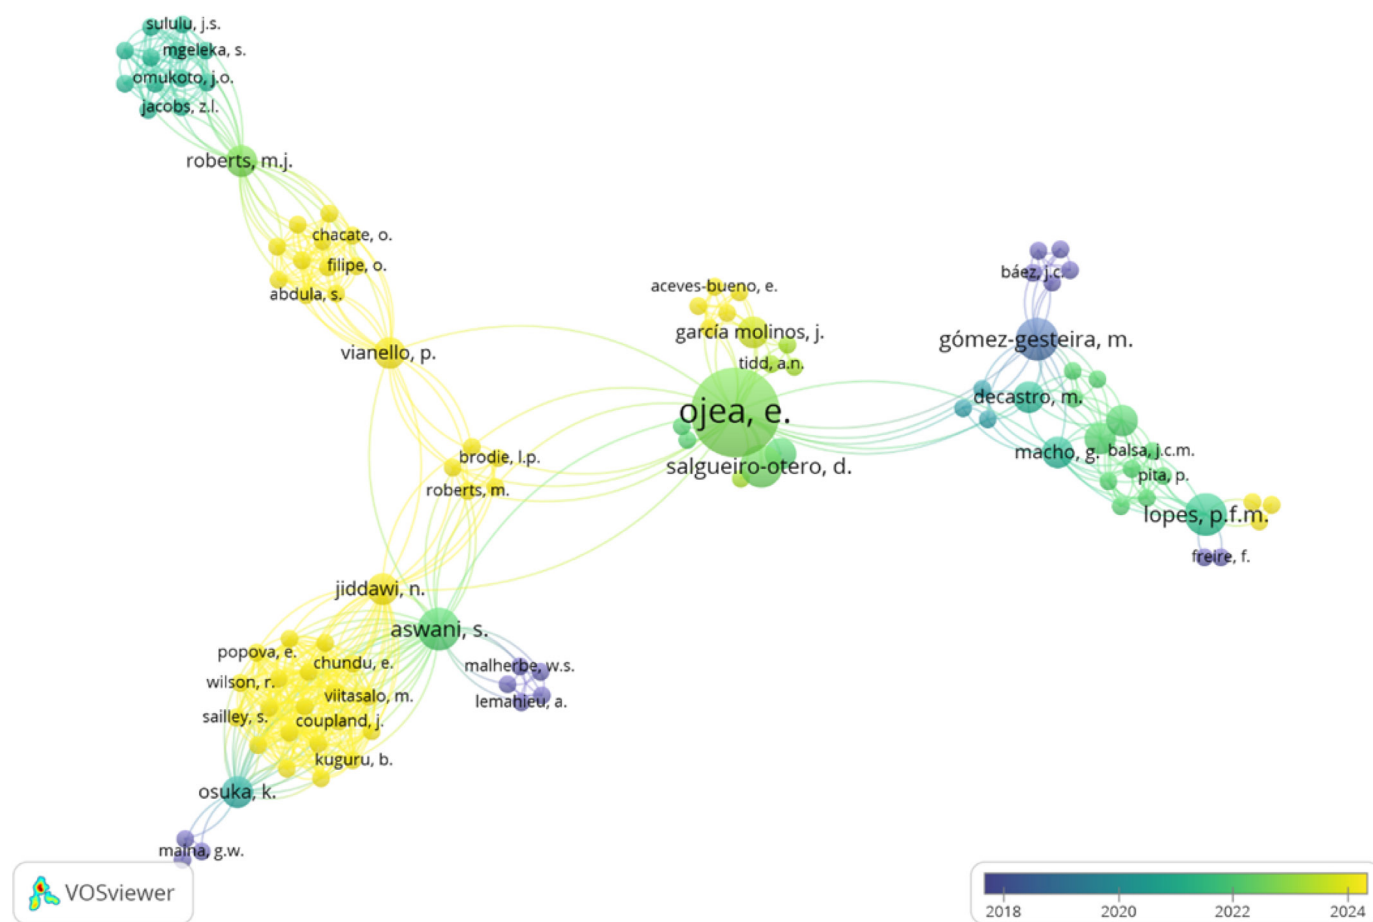 sululu, j.s.
mgeleka, s.
omukoto, j.o.
jacobs, z.l.
roberts, m.j.
chacate, o.
filipe, o.
abdula, s.
vianello, p.
aceves-bueno, e.
garcía molinos, j.
tidd, a.n.
ojea, e.
salgueiro-otero, d.
báez, j.c.
gómez-gesteira, m.
decastro, m.
macho, g.
balsa, j.c.m.
pita, p.
lopes, p.f.m.
freire, f.
brodie, l.p.
roberts, m.
jiddawi, n.
aswani, s.
malherbe, w.s.
lemahieu, a.
popova, e.
chundu, e.
wilson, r.
viitasalo, m.
sailley, s.
coupland, j.
kuguru, b.
osuka, k.
maina, g.w.
VOSviewer
2018 2020 2022 2024